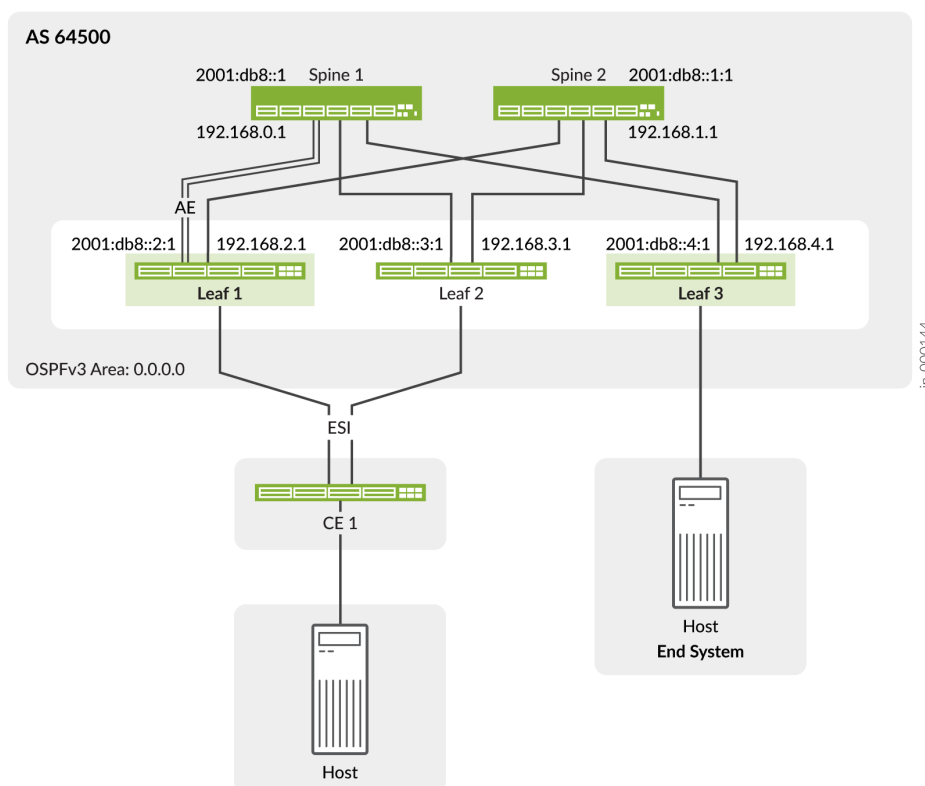 AS 64500
2001:db8::1 Spine 1
Spine 2 2001:db8::1:1
192.168.0.1
192.168.1.1
AE
2001:db8::2:1 192.168.2.1
2001:db8::3:1 192.168.3.1
2001:db8::4:1 192.168.4.1
Leaf 1
Leaf 2
Leaf 3
OSPFv3 Area: 0.0.0.0
ESI
CE 1
Host
End System
Host